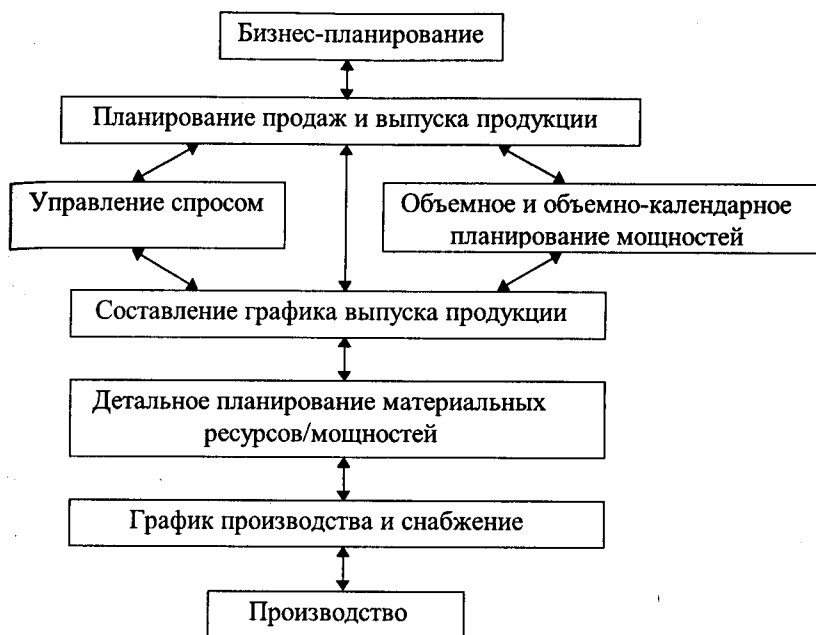 Бизнес-планирование
Планирование продаж и выпуска продукции
Управление спросом
Объемное и объемно-календарное
планирование мощностей
Составление графика выпуска продукции
Детальное планирование материальных
ресурсов/мощностей
График производства и снабжение
Производство